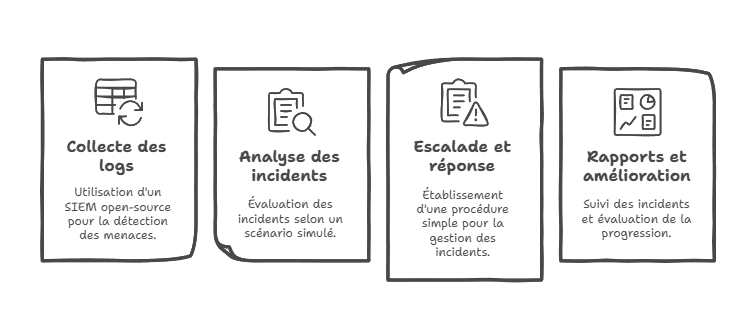 Collecte des
logs
Utilisation d'un
SIEM open-source
pour la détection
des menaces.
Analyse des
incidents
Évaluation des
incidents selon un
scénario simulé.
Escalade et
réponse
Établissement
d'une procédure
simple pour la
gestion des
incidents.
Rapports et
amélioration
Suivi des incidents
et évaluation de la
progression.